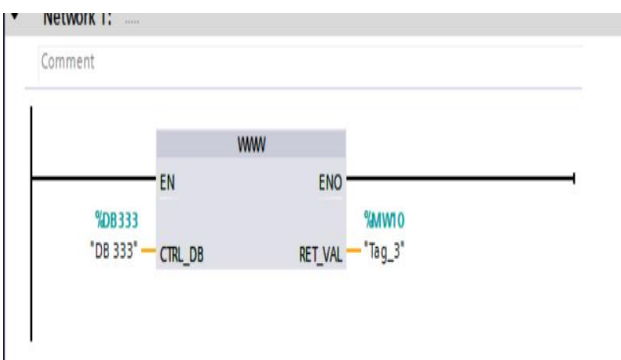 Network 1: .....
Comment
WWW
EN ENO
%DB333 %MW10
"DB 333" CTRL_DB RET_VAL "Tag_3"